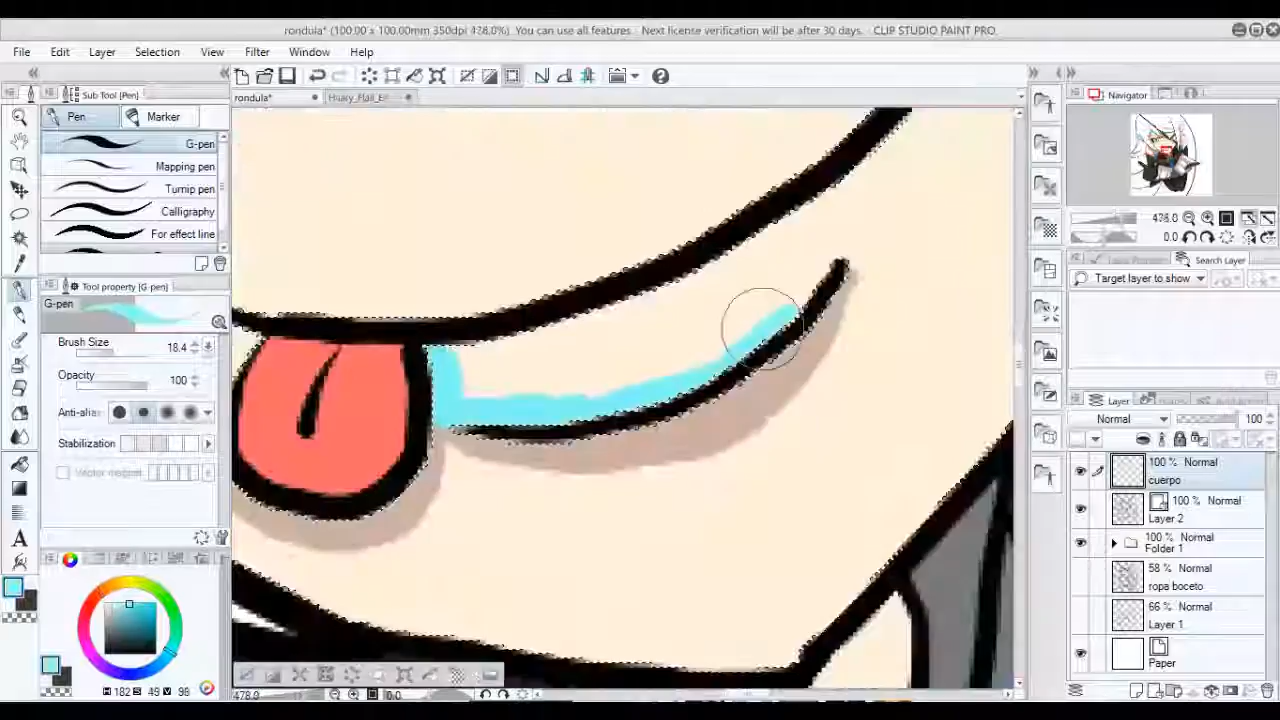 rondula* (100.00 x 100.00mm 350dpi 478.0%). You can use all features - Next license verification will be after 30 days. - CLIP STUDIO PAINT PRO
File Edit Layer Selection View Filter Window Help
Sub Tool [Pen]
rondula*
Navigator
Pen Marker
G-pen
Mapping pen
Turnip pen
Calligraphy
For effect line
478.0
0.0
Search Layer
Target layer to show
Tool property [G-pen]
G-pen
Brush Size 18.4
Opacity 100
Anti-alias
Stabilization
Vector magnet
Layer
Normal 100
100 % Normal
cuerpo
100 % Normal
Layer 2
100 % Normal
Folder 1
58 % Normal
ropa boceto
66 % Normal
Layer 1
Paper
H 182 S 49 V 98
478.0 0.0